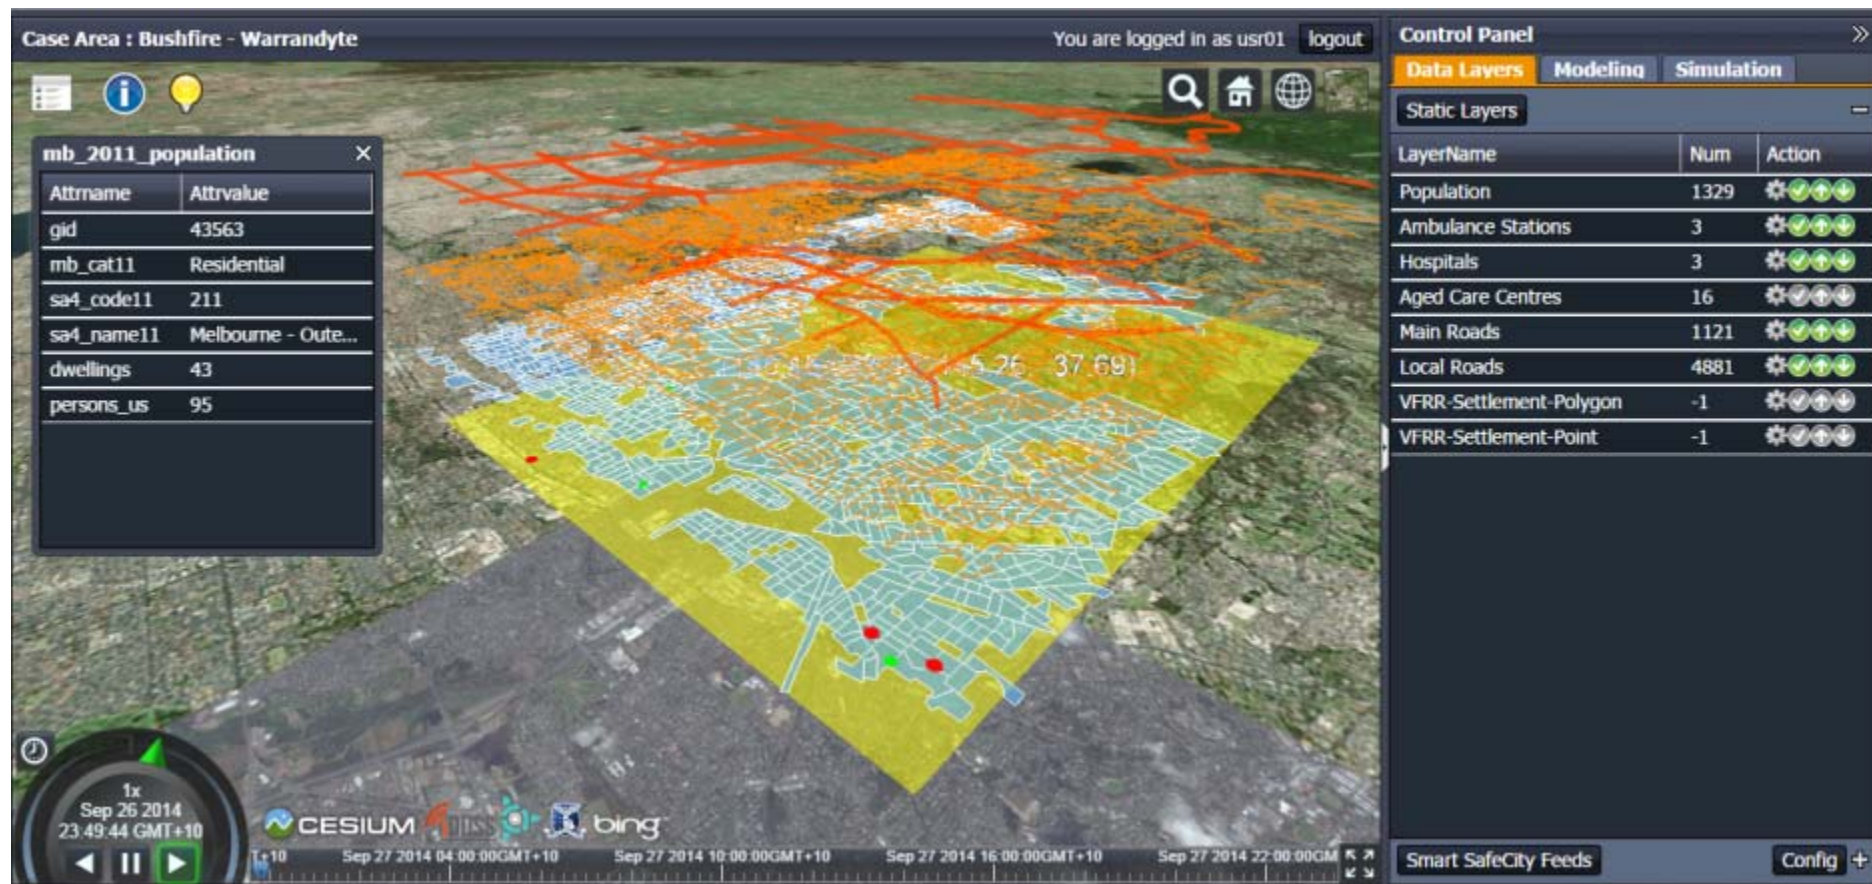 Case Area : Bushfire - Warrandyte
You are logged in as usr01 logout
mb_2011_population
Attrname Attrvalue
gid 43563
mb_cat11 Residential
sa4_code11 211
sa4_name11 Melbourne - Oute...
dwellings 43
persons_us 95
37.691
1x
Sep 26 2014
23:49:44 GMT+10
CESIUM bing
T+10 Sep 27 2014 04:00:00GMT+10 Sep 27 2014 10:00:00GMT+10 Sep 27 2014 16:00:00GMT+10 Sep 27 2014 22:00:00GM
Control Panel
Data Layers Modeling Simulation
Static Layers
LayerName Num Action
Population 1329
Ambulance Stations 3
Hospitals 3
Aged Care Centres 16
Main Roads 1121
Local Roads 4881
VFRR-Settlement-Polygon -1
VFRR-Settlement-Point -1
Smart SafeCity Feeds Config